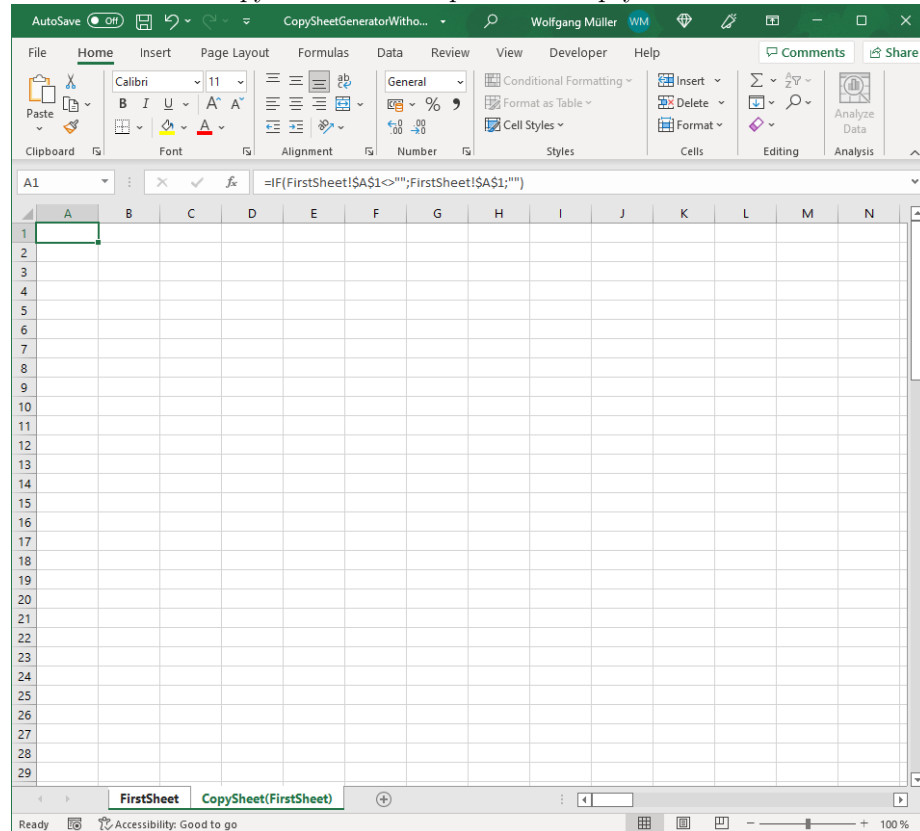 AutoSave Off CopySheetGeneratorWitho... Wolfgang Müller WM
File Home Insert Page Layout Formulas Data Review View Developer Help Comments Share
Calibri 11 General Conditional Formatting Insert
Paste B I U A A Format as Table Delete
A % Cell Styles Format Analyze Data
Clipboard Font Alignment Number Styles Cells Editing Analysis
A1 fx =IF(FirstSheet!$A$1<>"";FirstSheet!$A$1;"")
A B C D E F G H I J K L M N
1
2
3
4
5
6
7
8
9
10
11
12
13
14
15
16
17
18
19
20
21
22
23
24
25
26
27
28
29
FirstSheet CopySheet(FirstSheet)
Ready Accessibility: Good to go 100 %